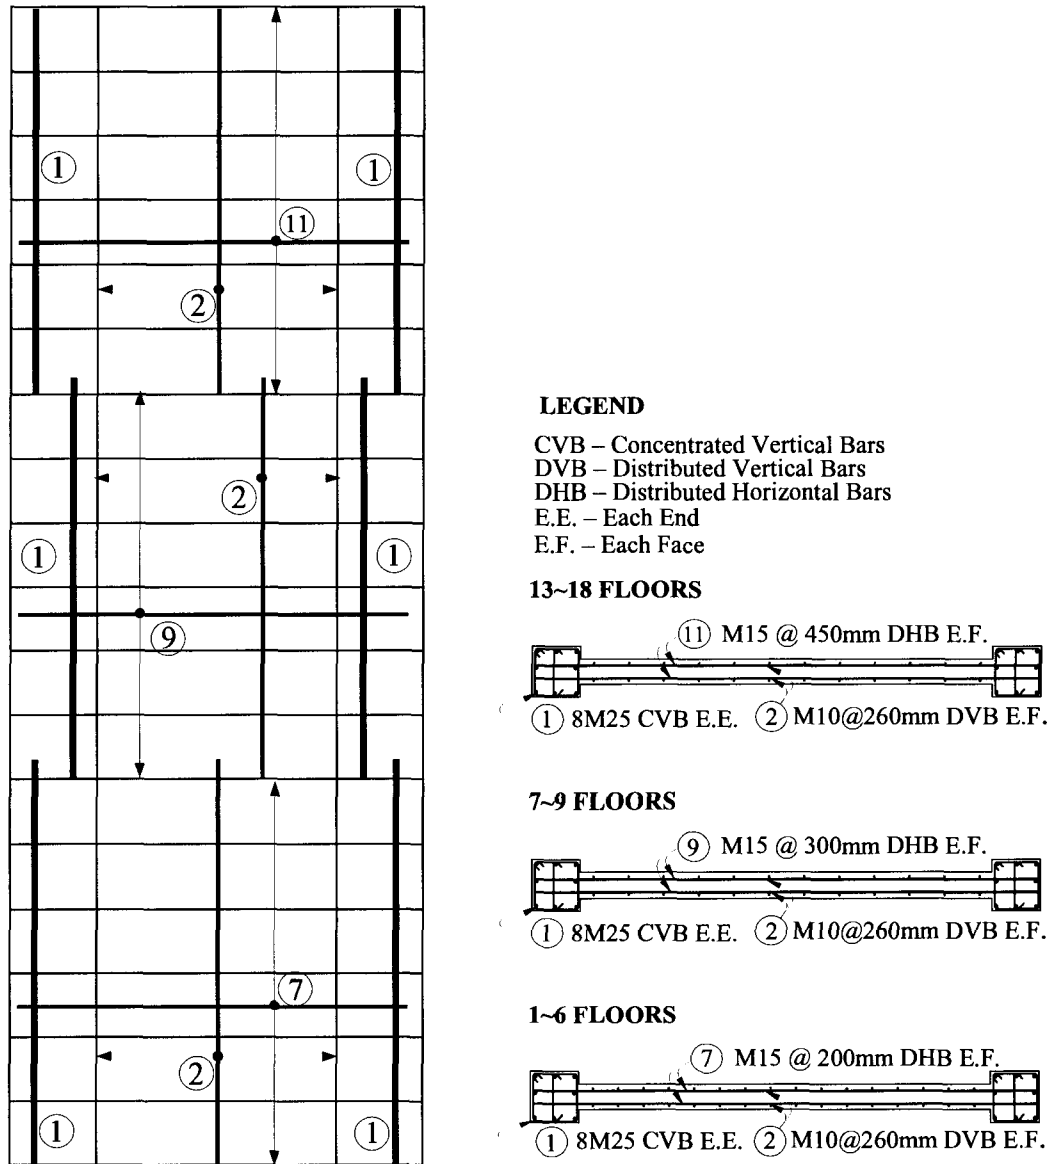 1
1
11
2
2
1
1
9
7
2
1
1
LEGEND
CVB – Concentrated Vertical Bars
DVB – Distributed Vertical Bars
DHB – Distributed Horizontal Bars
E.E. – Each End
E.F. – Each Face
13~18 FLOORS
11 M15 @ 450mm DHB E.F.
1 8M25 CVB E.E. 2 M10@260mm DVB E.F.
7~9 FLOORS
9 M15 @ 300mm DHB E.F.
1 8M25 CVB E.E. 2 M10@260mm DVB E.F.
1~6 FLOORS
7 M15 @ 200mm DHB E.F.
1 8M25 CVB E.E. 2 M10@260mm DVB E.F.